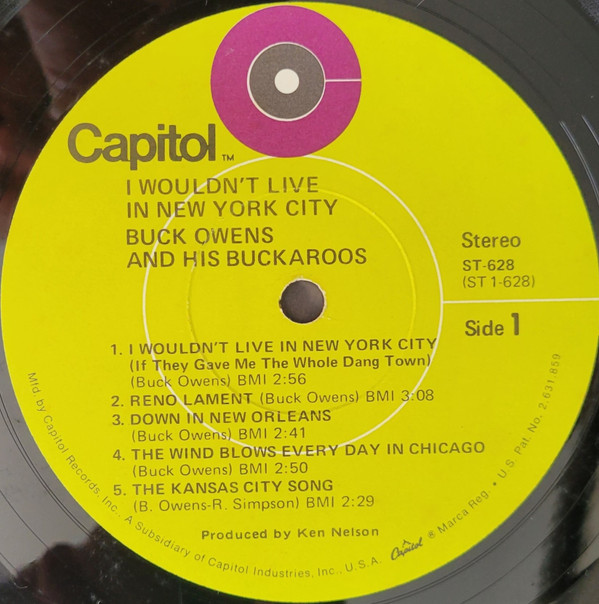 Capitol™
I WOULDN'T LIVE
IN NEW YORK CITY
BUCK OWENS
AND HIS BUCKAROOS
Stereo
ST-628
(ST 1-628)
Side 1
1. I WOULDN'T LIVE IN NEW YORK CITY
(If They Gave Me The Whole Dang Town)
(Buck Owens) BMI 2:56
2. RENO LAMENT (Buck Owens) BMI 3:08
3. DOWN IN NEW ORLEANS
(Buck Owens) BMI 2:41
4. THE WIND BLOWS EVERY DAY IN CHICAGO
(Buck Owens) BMI 2:50
5. THE KANSAS CITY SONG
(B. Owens-R. Simpson) BMI 2:29
Produced by Ken Nelson
Mfd. by Capitol Records, Inc., A Subsidiary of Capitol Industries, Inc., U.S.A. Capitol ® Marca Reg. • U.S. Pat. No. 2,631,859